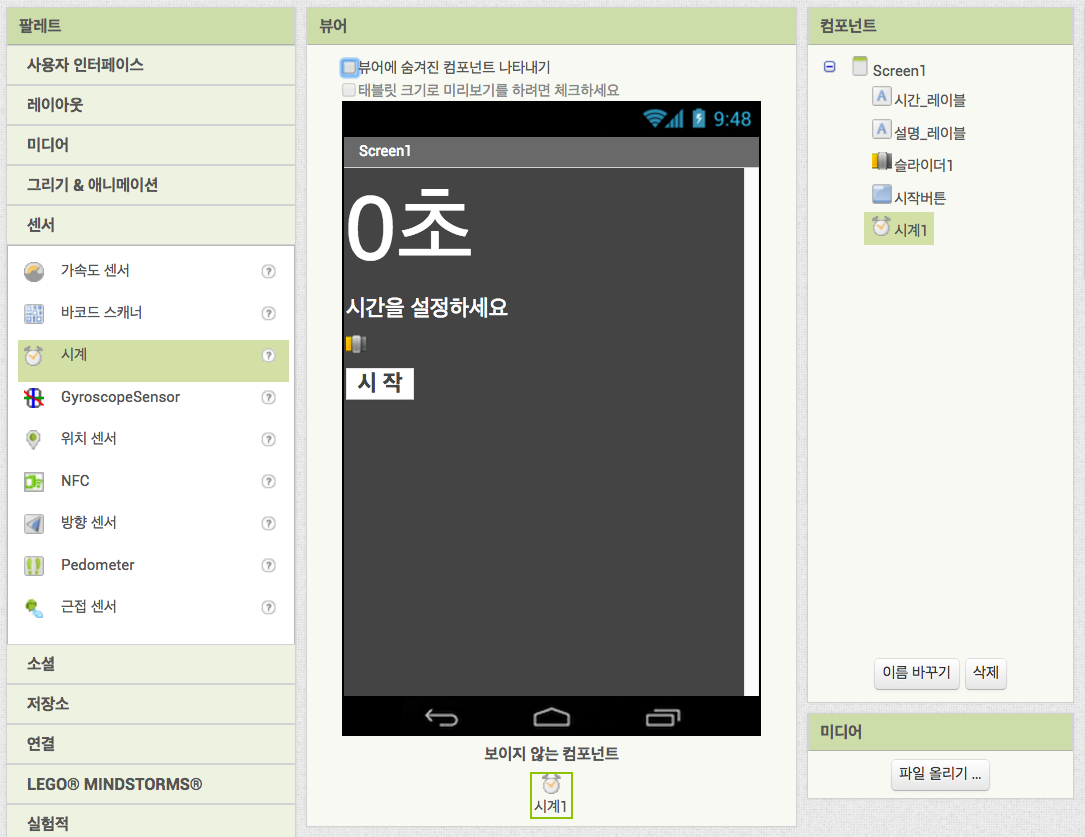 팔레트
사용자 인터페이스
레이아웃
미디어
그리기 & 애니메이션
센서
가속도 센서 ?
바코드 스캐너 ?
시계 ?
GyroscopeSensor ?
위치 센서 ?
NFC ?
방향 센서 ?
Pedometer ?
근접 센서 ?
소셜
저장소
연결
LEGO® MINDSTORMS®
실험적
뷰어
뷰어에 숨겨진 컴포넌트 나타내기
태블릿 크기로 미리보기를 하려면 체크하세요
9:48
Screen1
0초
시간을 설정하세요
시 작
보이지 않는 컴포넌트
시계1
컴포넌트
Screen1
A 시간_레이블
A 설명_레이블
슬라이더1
시작버튼
시계1
이름 바꾸기 삭제
미디어
파일 올리기 ...